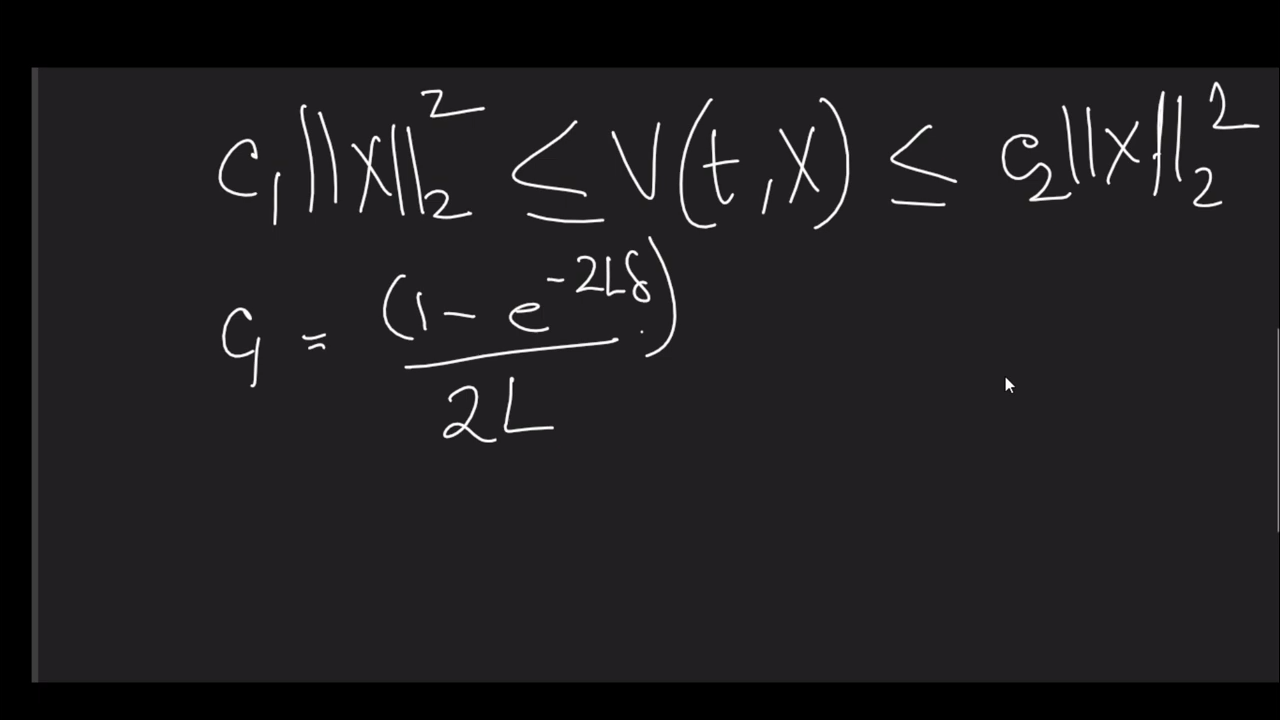 c₁||x||₂² ≤ V(t,x) ≤ c₂||x||₂²
c₁ = (1 - e^{-2Lδ}) / 2L